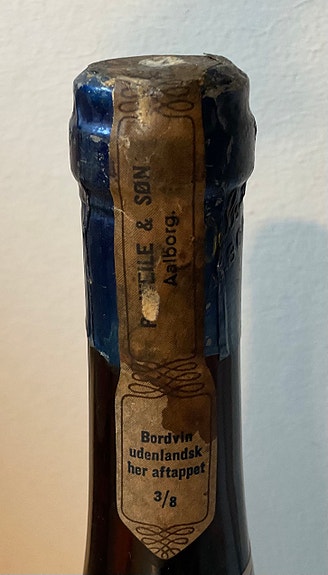 & SØN
Aalborg.
Bordvin
udenlandsk
her aftappet
3/8